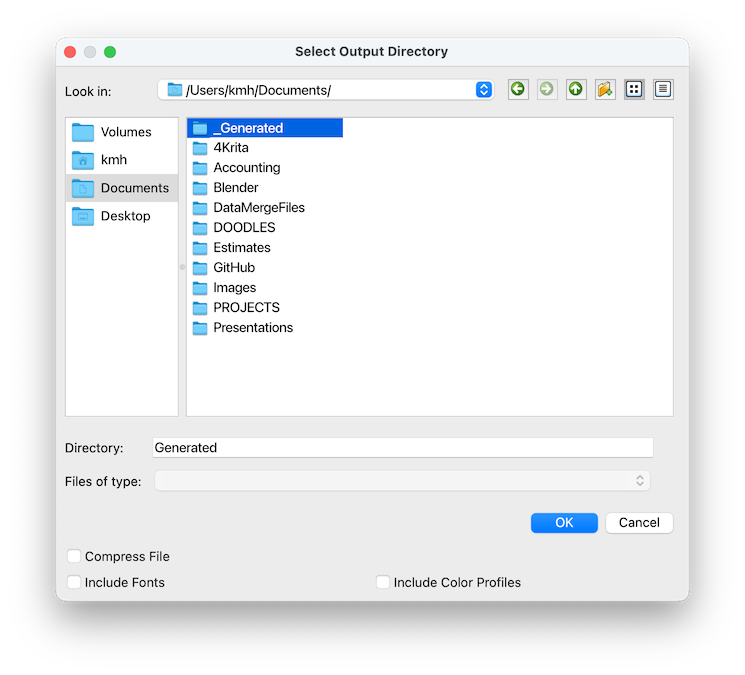 Select Output Directory
Look in: /Users/kmh/Documents/
Volumes
kmh
Documents
Desktop
_Generated
4Krita
Accounting
Blender
DataMergeFiles
DOODLES
Estimates
GitHub
Images
PROJECTS
Presentations
Directory: Generated
Files of type:
OK Cancel
Compress File
Include Fonts Include Color Profiles